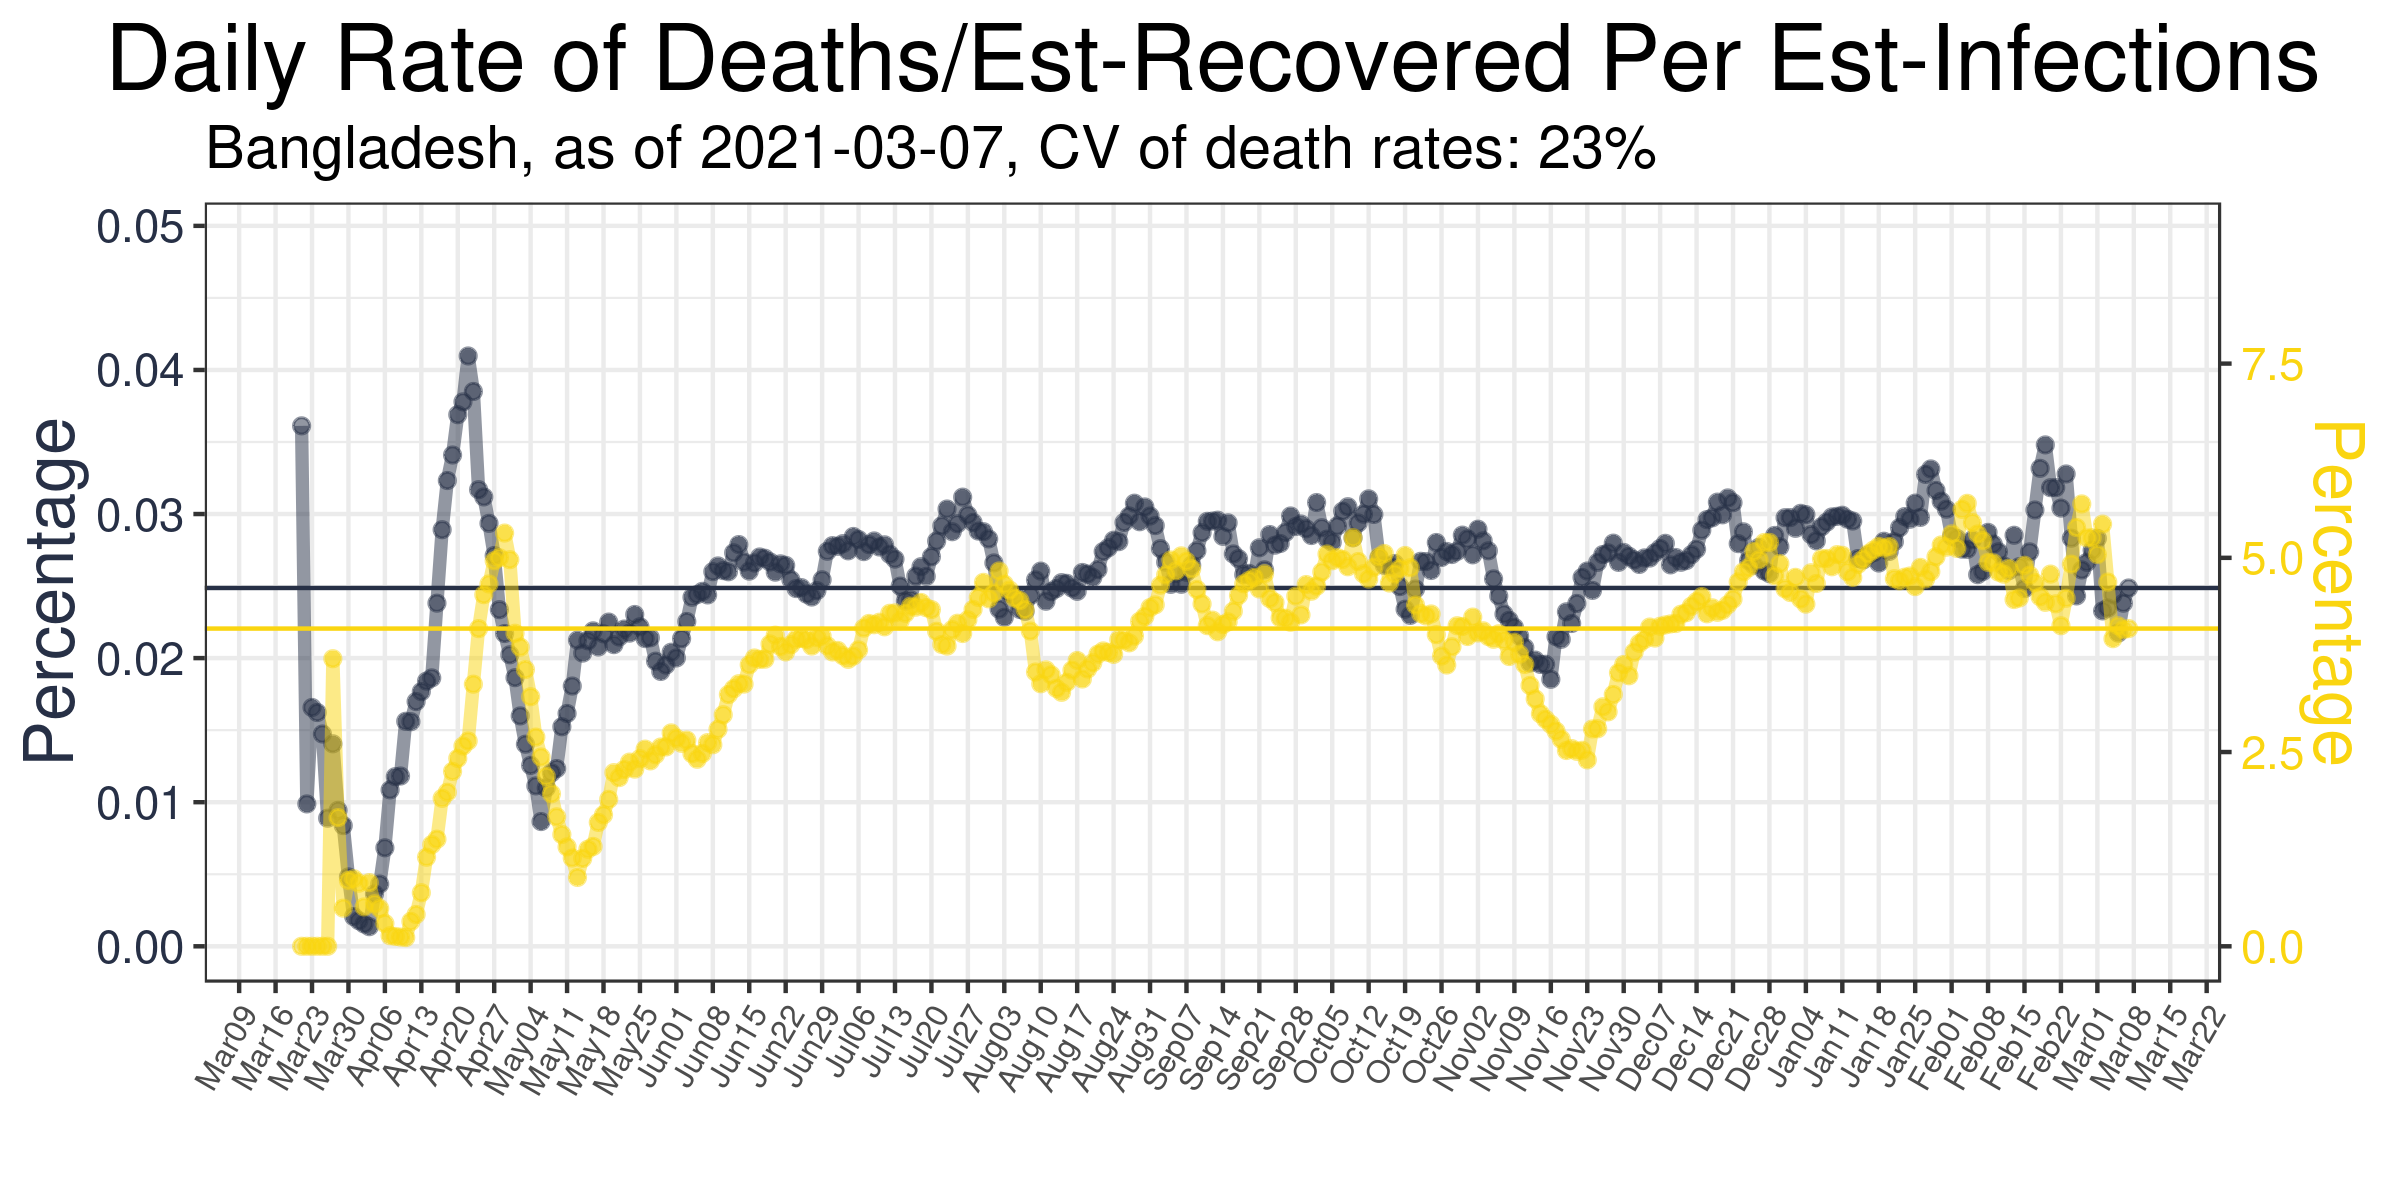 Daily Rate of Deaths/Est-Recovered Per Est-Infections
Bangladesh, as of 2021-03-07, CV of death rates: 23%
Percentage
0.05
0.04
0.03
0.02
0.01
0.00
7.5
5.0
2.5
0.0
Percentage
Mar09 Mar16 Mar23 Mar30 Apr06 Apr13 Apr20 Apr27 May04 May11 May18 May25 Jun01 Jun08 Jun15 Jun22 Jun29 Jul06 Jul13 Jul20 Jul27 Aug03 Aug10 Aug17 Aug24 Aug31 Sep07 Sep14 Sep21 Sep28 Oct05 Oct12 Oct19 Oct26 Nov02 Nov09 Nov16 Nov23 Nov30 Dec07 Dec14 Dec21 Dec28 Dec04 Jan11 Jan18 Jan25 Feb01 Feb08 Feb15 Feb22 Mar01 Mar08 Mar15 Mar22